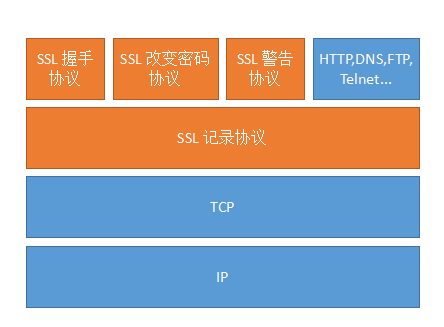 SSL 握手
协议
SSL 改变密码
协议
SSL 警告
协议
HTTP,DNS,FTP,
Telnet...
SSL 记录协议
TCP
IP